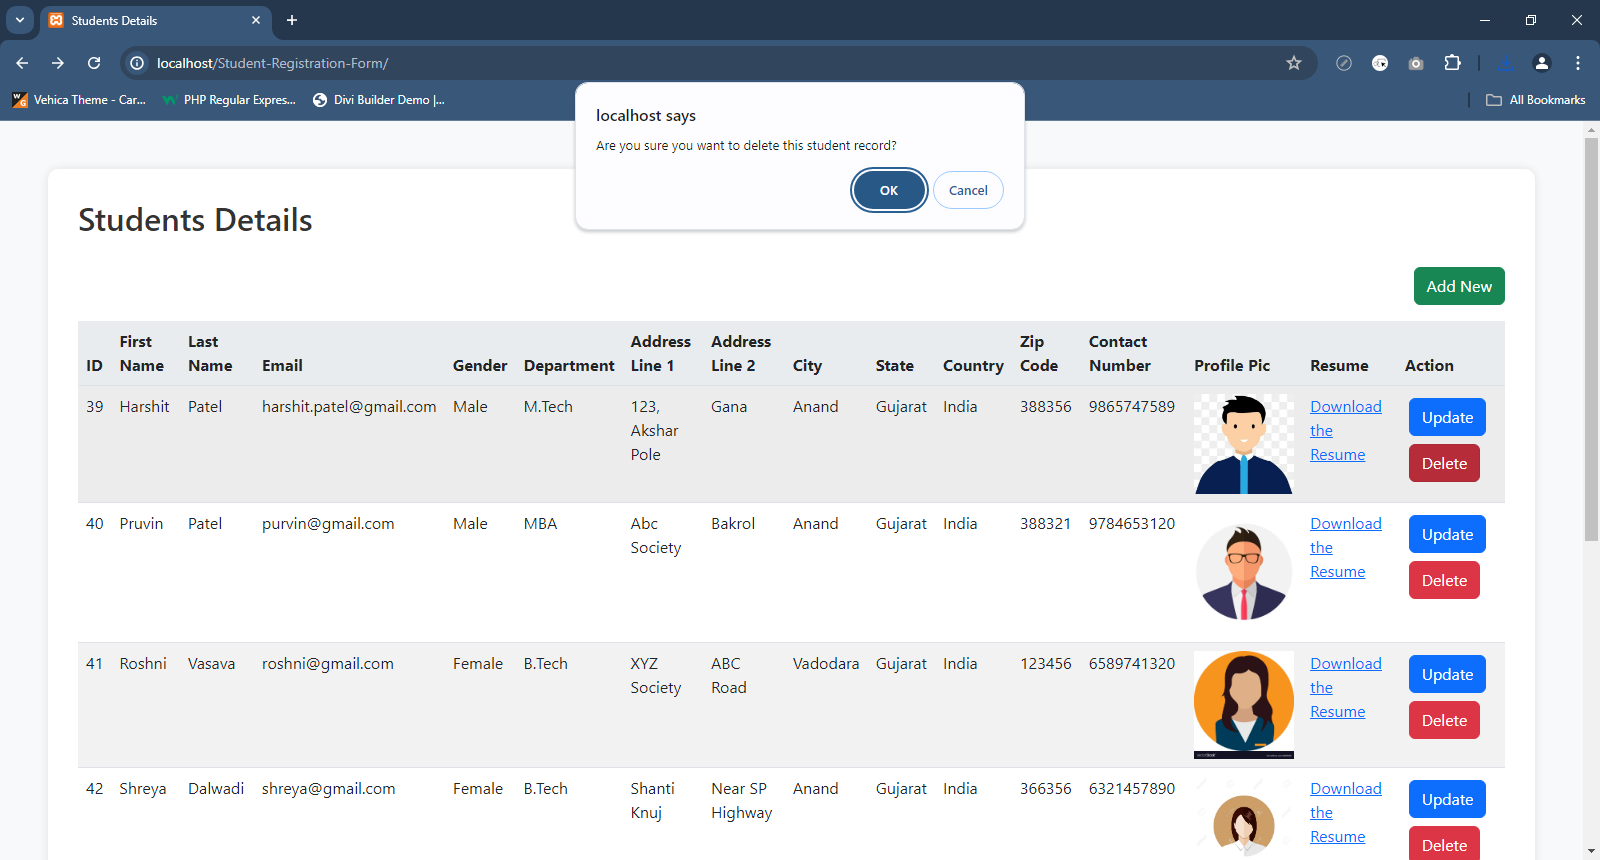 Students Details
localhost/Student-Registration-Form/
Vehica Theme - Car...
PHP Regular Expres...
Divi Builder Demo |,...
All Bookmarks
localhost says
Are you sure you want to delete this student record?
OK
Cancel
Students Details
Add New
ID First Name Last Name Email Gender Department Address Line 1 Address Line 2 City State Country Zip Code Contact Number Profile Pic Resume Action
39 Harshit Patel harshit.patel@gmail.com Male M.Tech 123, Gana Anand Gujarat India 388356 9865747589 Download Update
Akshar the
Pole Resume Delete
40 Pruvin Patel purvin@gmail.com Male MBA Abc Bakrol Anand Gujarat India 388321 9784653120 Download Update
Society the
Resume Delete
41 Roshni Vasava roshni@gmail.com Female B.Tech XYZ ABC Vadodara Gujarat India 123456 6589741320 Download Update
Society Road the
Resume Delete
42 Shreya Dalwadi shreya@gmail.com Female B.Tech Shanti Near SP Anand Gujarat India 366356 6321457890 Download Update
Knuj Highway the
Resume Delete